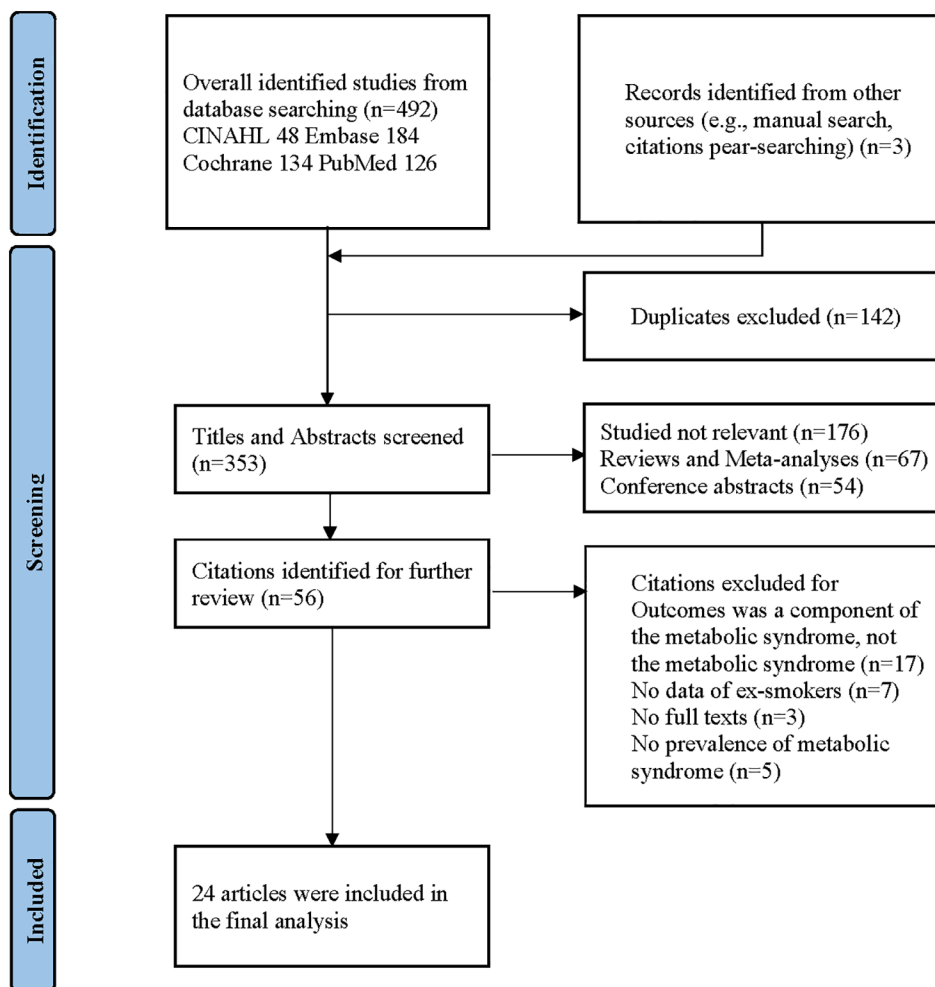 Identification
Overall identified studies from
database searching (n=492)
CINAHL 48 Embase 184
Cochrane 134 PubMed 126
Records identified from other
sources (e.g., manual search,
citations pear-searching) (n=3)
Screening
Duplicates excluded (n=142)
Titles and Abstracts screened
(n=353)
Studied not relevant (n=176)
Reviews and Meta-analyses (n=67)
Conference abstracts (n=54)
Citations identified for further
review (n=56)
Citations excluded for
Outcomes was a component of
the metabolic syndrome, not
the metabolic syndrome (n=17)
No data of ex-smokers (n=7)
No full texts (n=3)
No prevalence of metabolic
syndrome (n=5)
Included
24 articles were included in
the final analysis